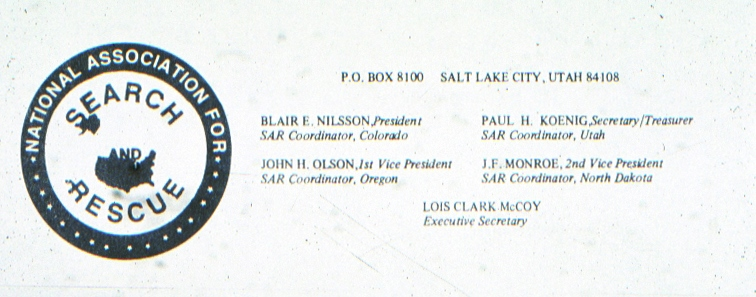 NATIONAL ASSOCIATION FOR
SEARCH
AND
RESCUE
P.O. BOX 8100 SALT LAKE CITY, UTAH 84108
BLAIR E. NILSSON, President
SAR Coordinator, Colorado
PAUL H. KOENIG, Secretary/Treasurer
SAR Coordinator, Utah
JOHN H. OLSON, 1st Vice President
SAR Coordinator, Oregon
J.F. MONROE, 2nd Vice President
SAR Coordinator, North Dakota
LOIS CLARK McCOY
Executive Secretary